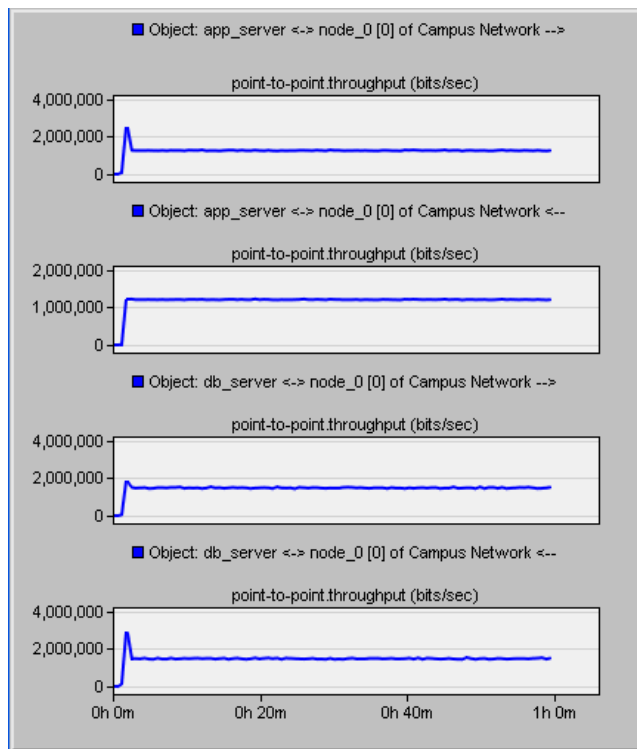 Object: app_server <-> node_0 [0] of Campus Network -->
point-to-point.throughput (bits/sec)
4,000,000
2,000,000
0
Object: app_server <-> node_0 [0] of Campus Network <--
point-to-point.throughput (bits/sec)
2,000,000
1,000,000
0
Object: db_server <-> node_0 [0] of Campus Network -->
point-to-point.throughput (bits/sec)
4,000,000
2,000,000
0
Object: db_server <-> node_0 [0] of Campus Network <--
point-to-point.throughput (bits/sec)
4,000,000
2,000,000
0
0h 0m 0h 20m 0h 40m 1h 0m